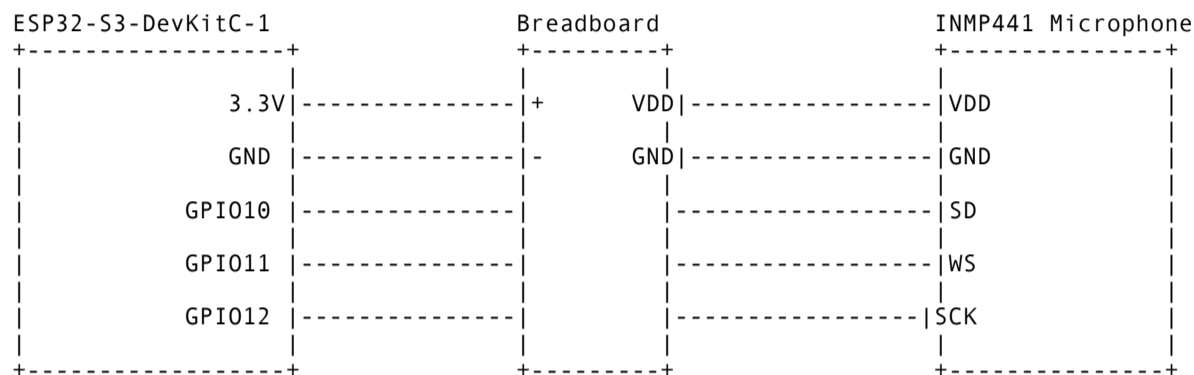 ESP32-S3-DevKitC-1 Breadboard INMP441 Microphone
3.3V + VDD VDD
GND - GND GND
GPIO10 SD
GPIO11 WS
GPIO12 SCK